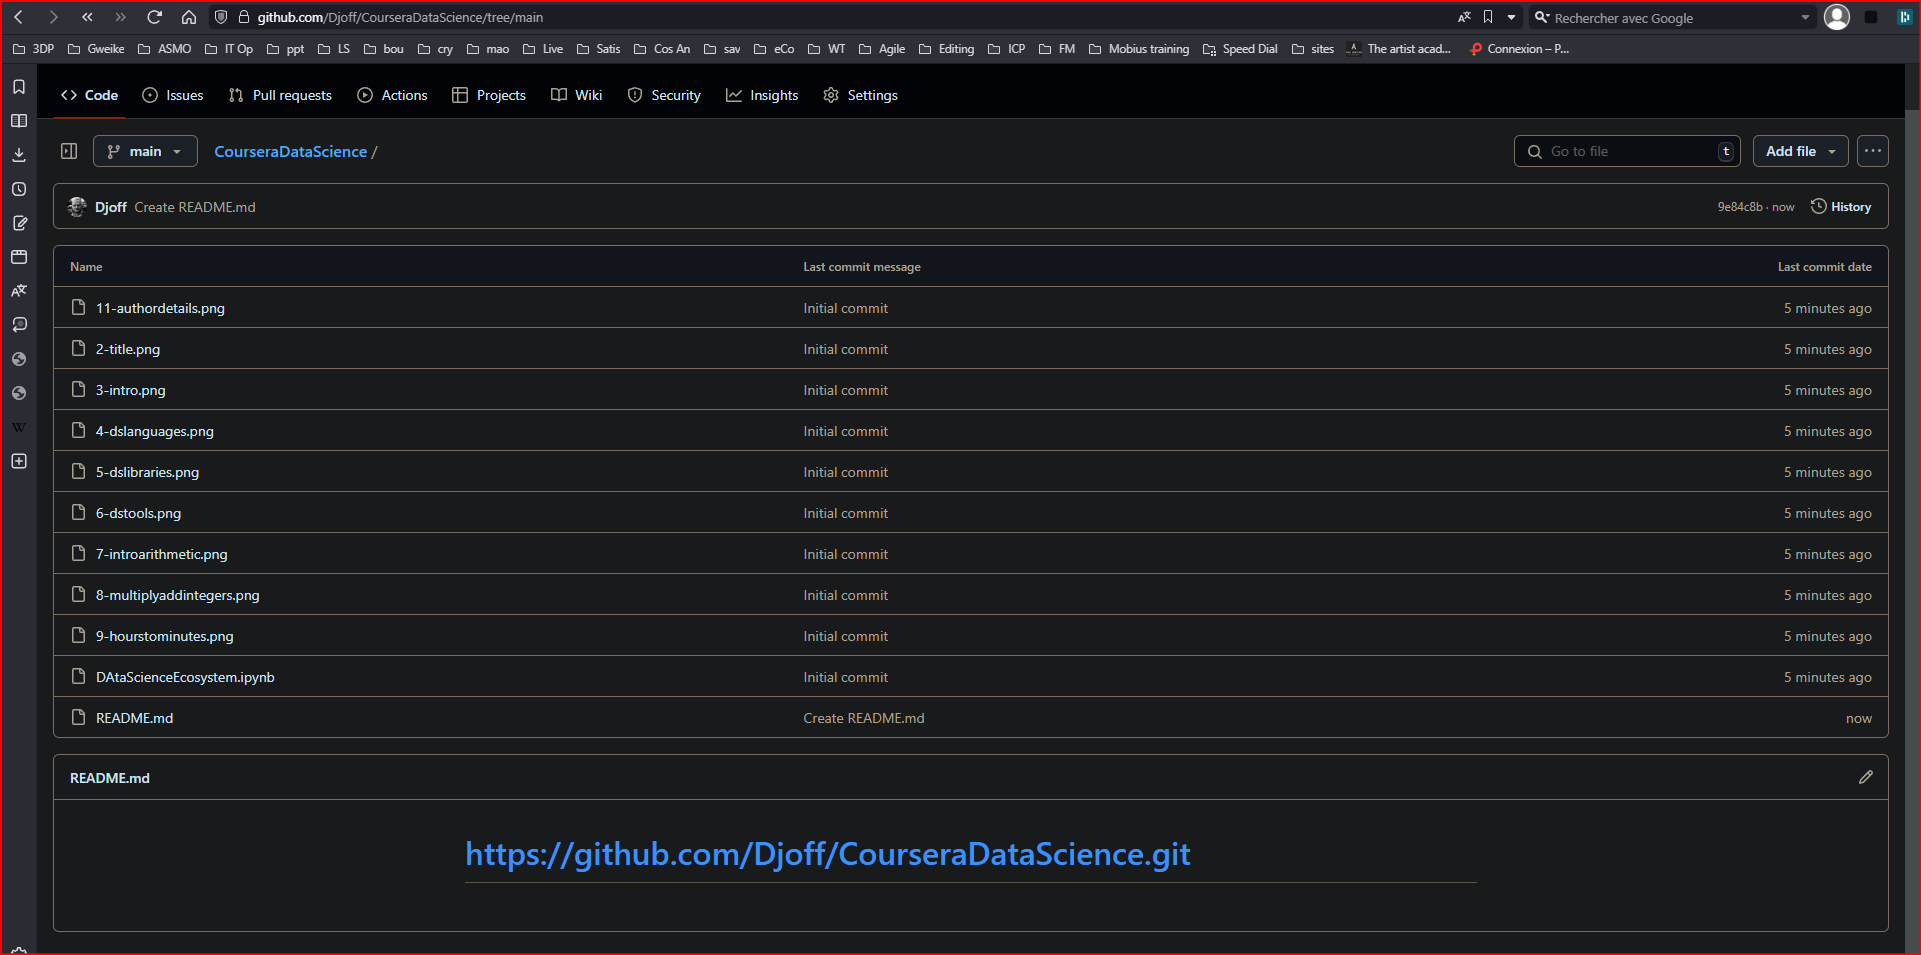 github.com/Djoff/CourseraDataScience/tree/main
Rechercher avec Google
3DP Gweike ASMO IT Op ppt LS bou cry mao Live Satis Cos An sav eCo WT Agile Editing ICP FM Mobius training Speed Dial sites The artist acad... Connexion – P...
Code Issues Pull requests Actions Projects Wiki Security Insights Settings
main CourseraDataScience / Go to file t Add file
Djoff Create README.md 9e84c8b · now History
Name Last commit message Last commit date
11-authordetails.png Initial commit 5 minutes ago
2-title.png Initial commit 5 minutes ago
3-intro.png Initial commit 5 minutes ago
4-dslanguages.png Initial commit 5 minutes ago
5-dslibraries.png Initial commit 5 minutes ago
6-dstools.png Initial commit 5 minutes ago
7-introarithmetic.png Initial commit 5 minutes ago
8-multiplyaddintegers.png Initial commit 5 minutes ago
9-hourstominutes.png Initial commit 5 minutes ago
DAtaScienceEcosystem.ipynb Initial commit 5 minutes ago
README.md Create README.md now
README.md
https://github.com/Djoff/CourseraDataScience.git